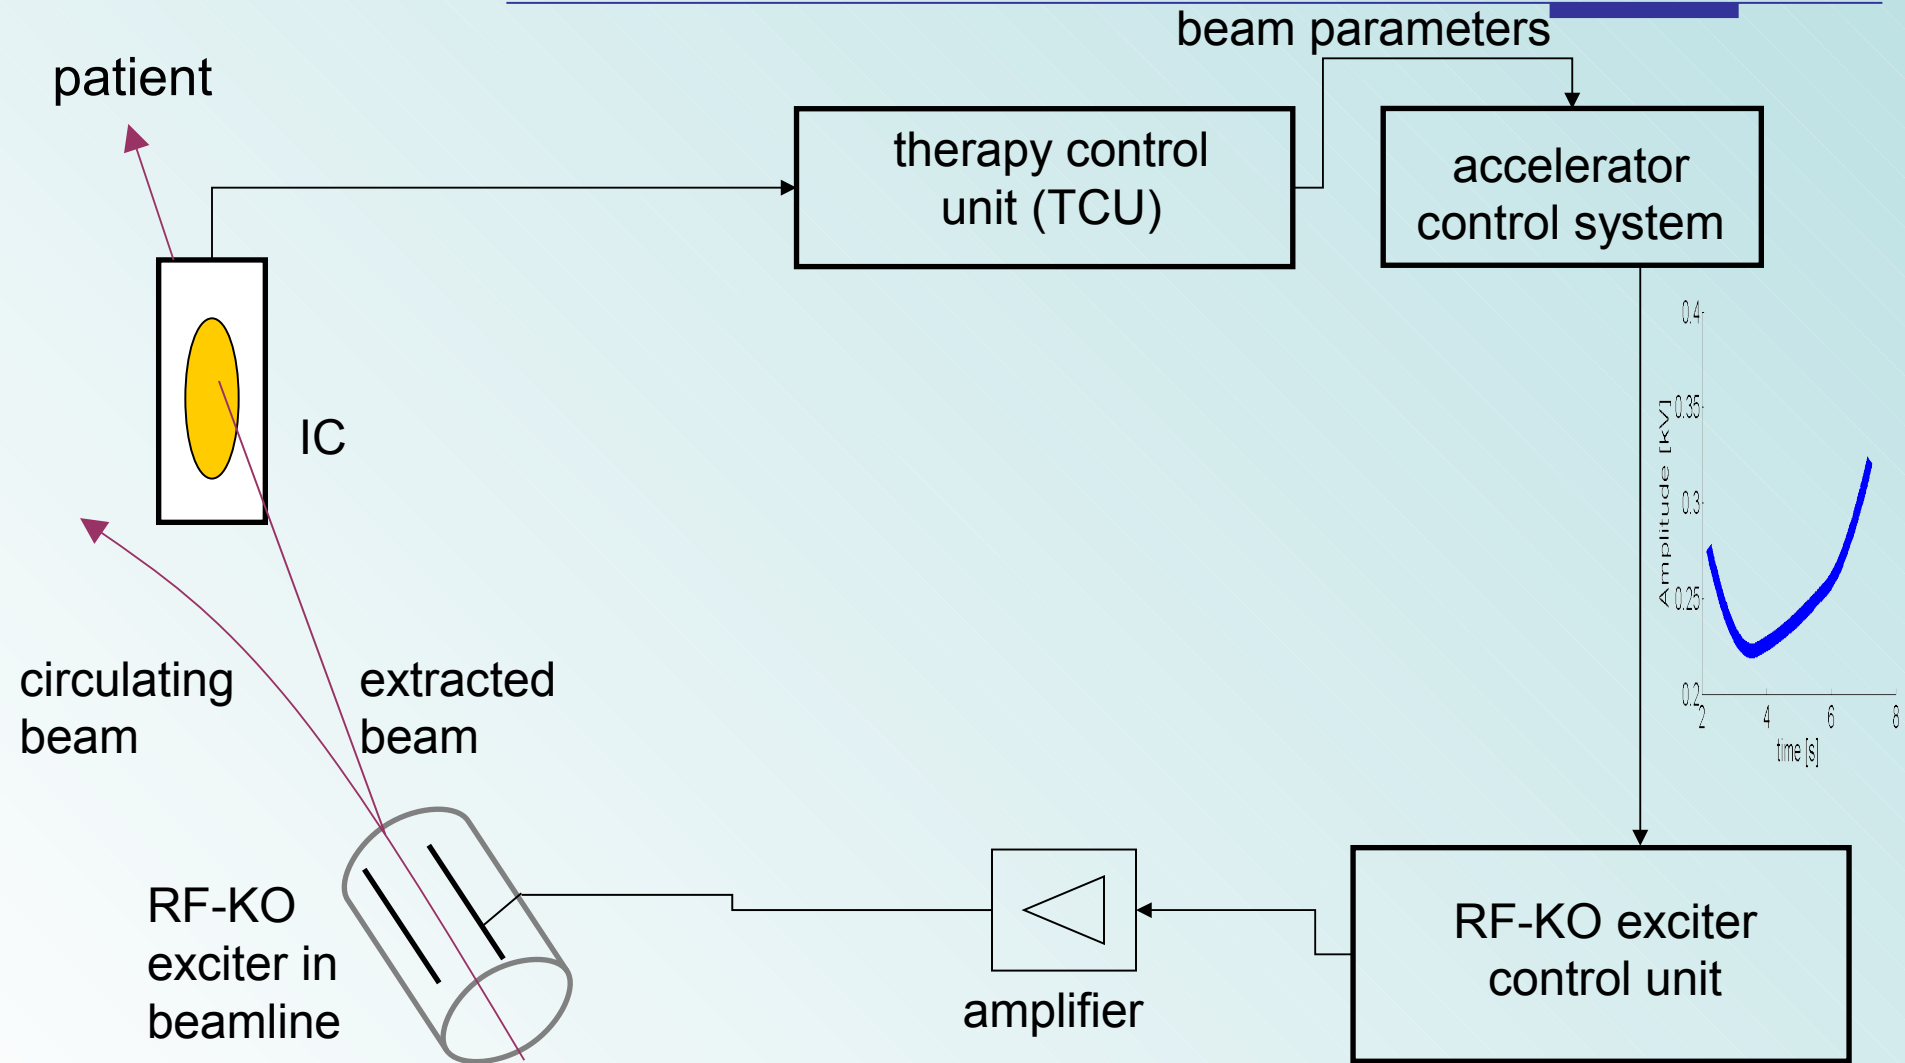 beam parameters
patient
therapy control
unit (TCU)
accelerator
control system
IC
0.4
0.35
0.3
0.25
0.2
Amplitude [kV]
2 4 6 8
time [s]
circulating
beam
extracted
beam
RF-KO
exciter in
beamline
amplifier
RF-KO exciter
control unit